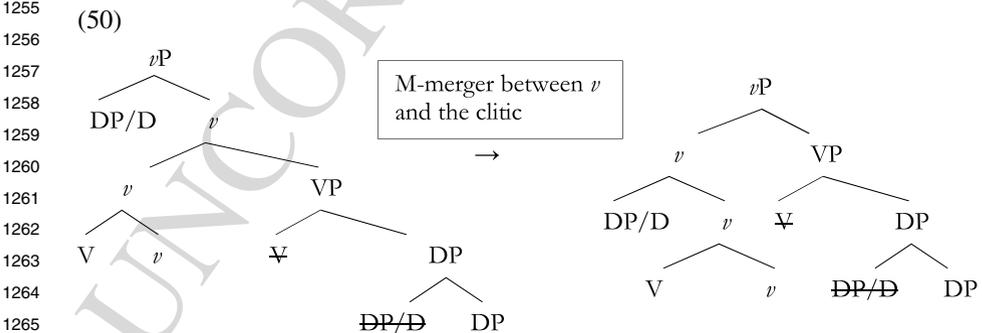 1255
(50)
1256
1257 vP
1258 M-merger between v
and the clitic
vP
1259 DP/D v
→
1260 v VP
1261 v VP
1262 V v V DP
DP/D v V DP
1263
1264 DP/D DP
V v DP/D DP
1265
UNCOR